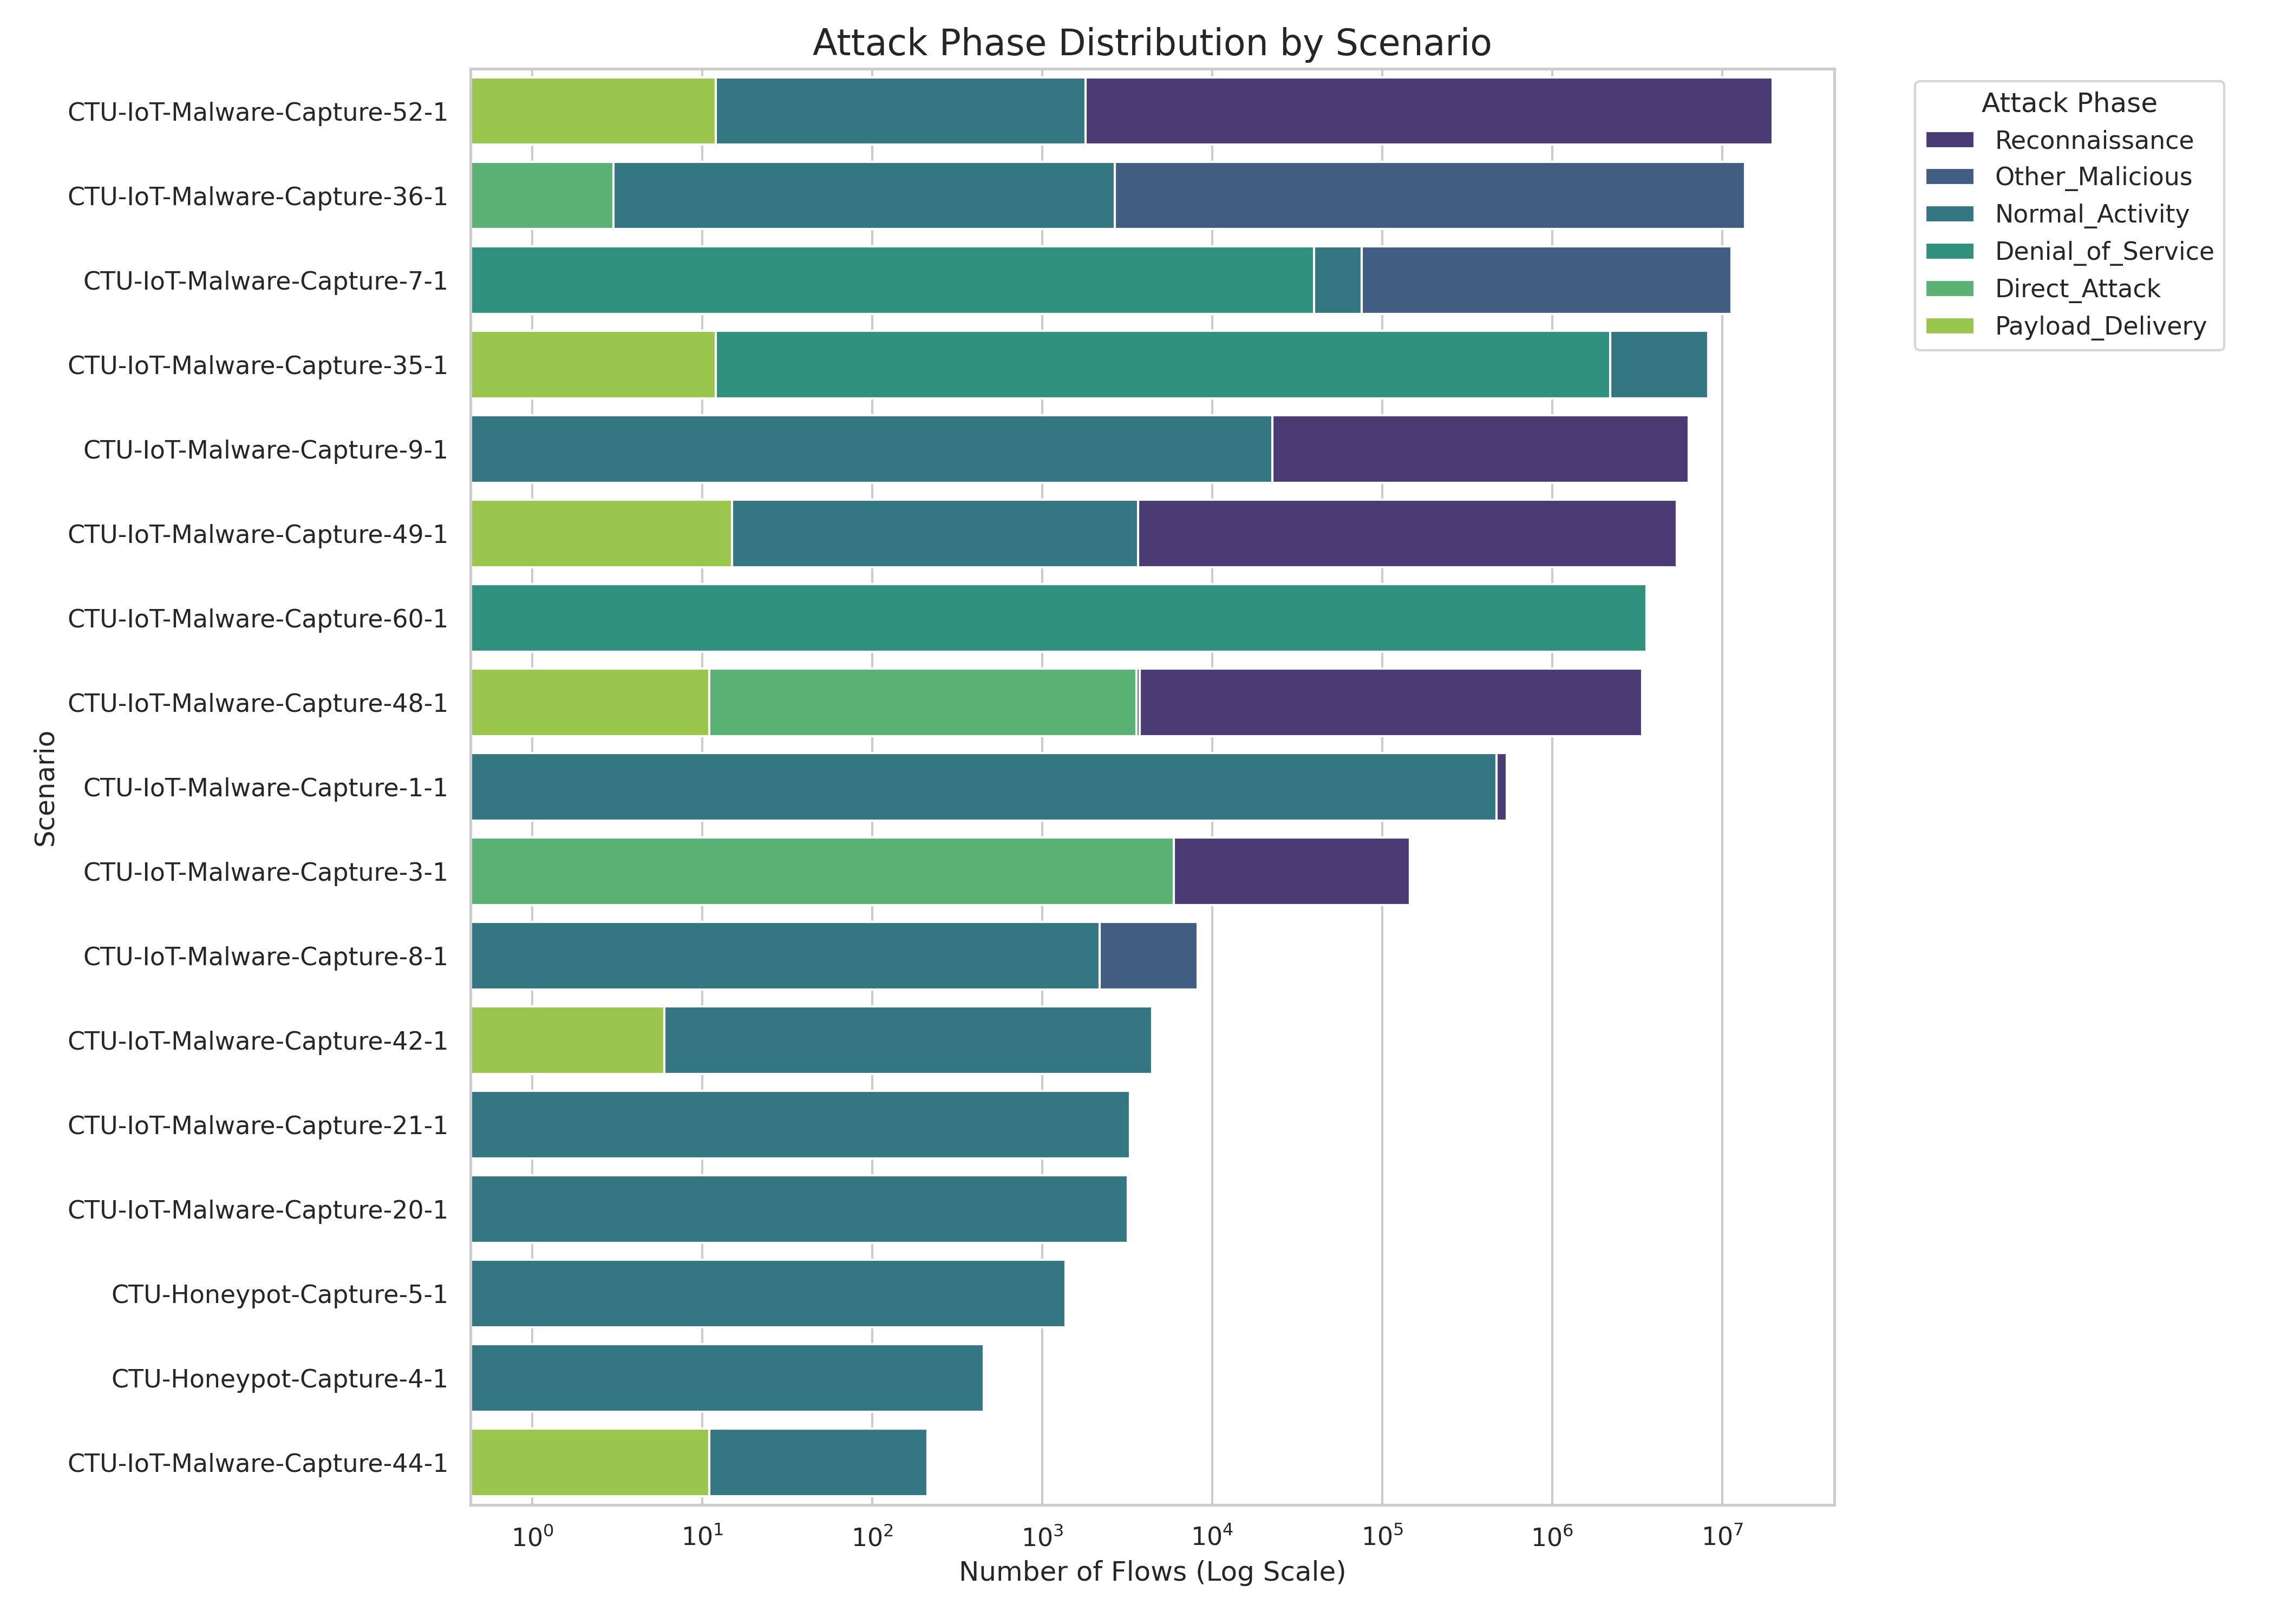 Attack Phase Distribution by Scenario
CTU-IoT-Malware-Capture-52-1
CTU-IoT-Malware-Capture-36-1
CTU-IoT-Malware-Capture-7-1
CTU-IoT-Malware-Capture-35-1
CTU-IoT-Malware-Capture-9-1
CTU-IoT-Malware-Capture-49-1
CTU-IoT-Malware-Capture-60-1
CTU-IoT-Malware-Capture-48-1
CTU-IoT-Malware-Capture-1-1
CTU-IoT-Malware-Capture-3-1
CTU-IoT-Malware-Capture-8-1
CTU-IoT-Malware-Capture-42-1
CTU-IoT-Malware-Capture-21-1
CTU-IoT-Malware-Capture-20-1
CTU-Honeypot-Capture-5-1
CTU-Honeypot-Capture-4-1
CTU-IoT-Malware-Capture-44-1
Scenario
10⁰ 10¹ 10² 10³ 10⁴ 10⁵ 10⁶ 10⁷
Number of Flows (Log Scale)
Attack Phase
Reconnaissance
Other_Malicious
Normal_Activity
Denial_of_Service
Direct_Attack
Payload_Delivery